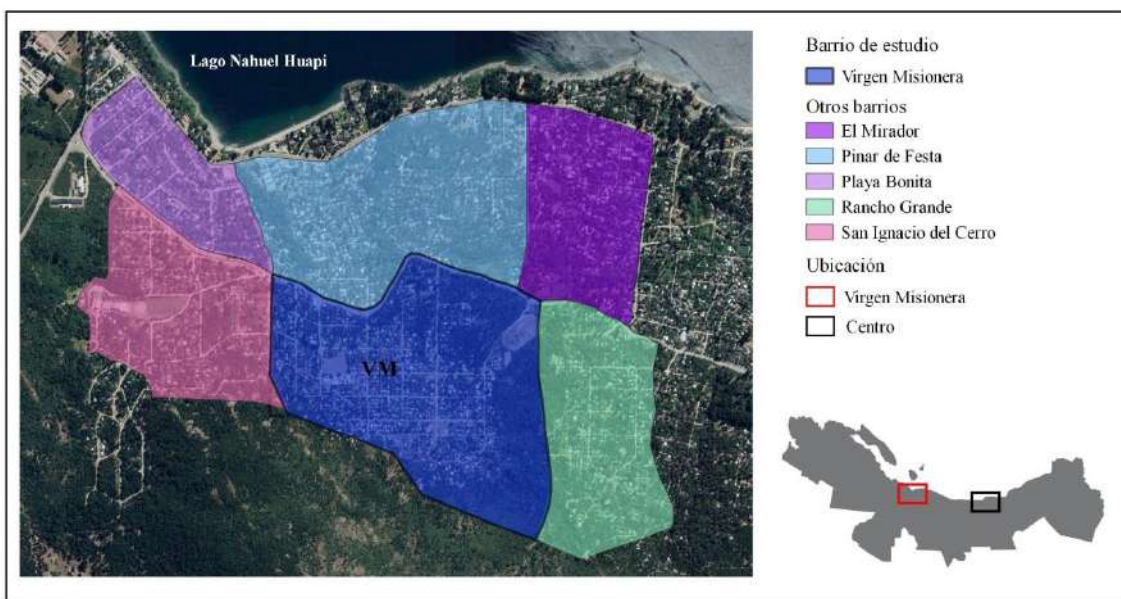 Lago Nahuel Huapi
VM
Barrio de estudio
Virgen Misionera
Otros barrios
El Mirador
Pinar de Festa
Playa Bonita
Rancho Grande
San Ignacio del Cerro
Ubicación
Virgen Misionera
Centro